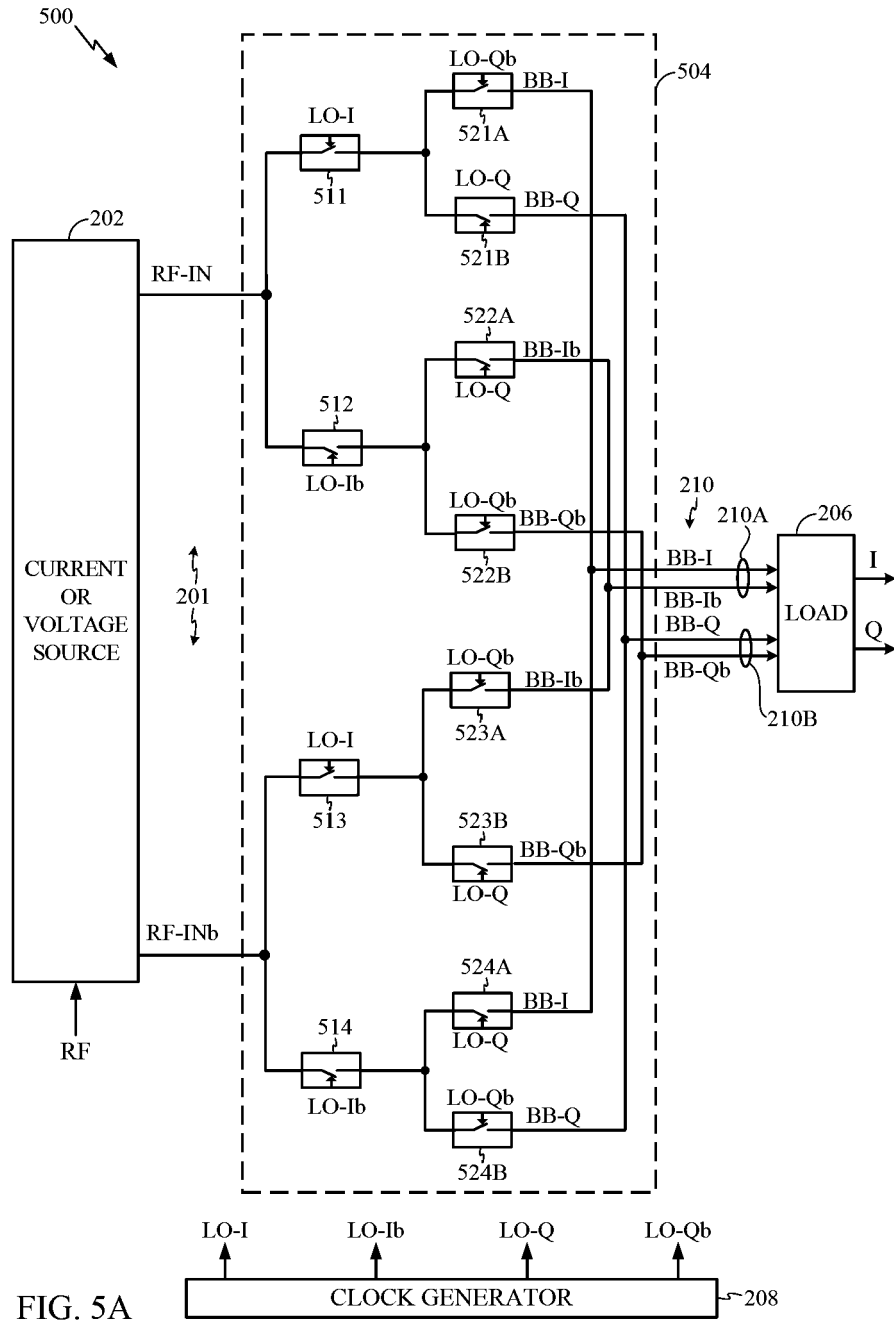 500
LO-Qb
BB-I
504
521A
LO-I
511
LO-Q
BB-Q
521B
202
RF-IN
522A
BB-Ib
LO-Q
512
LO-Ib
LO-Qb
BB-Qb
522B
210
210A
206
BB-I
BB-Ib
BB-Q
BB-Qb
LOAD
I
Q
210B
CURRENT
OR
VOLTAGE
SOURCE
201
LO-Qb
BB-Ib
523A
LO-I
513
523B
BB-Qb
LO-Q
RF-INb
524A
BB-I
LO-Q
514
LO-Ib
LO-Qb
BB-Q
524B
RF
LO-I
LO-Ib
LO-Q
LO-Qb
CLOCK GENERATOR
208
FIG. 5A